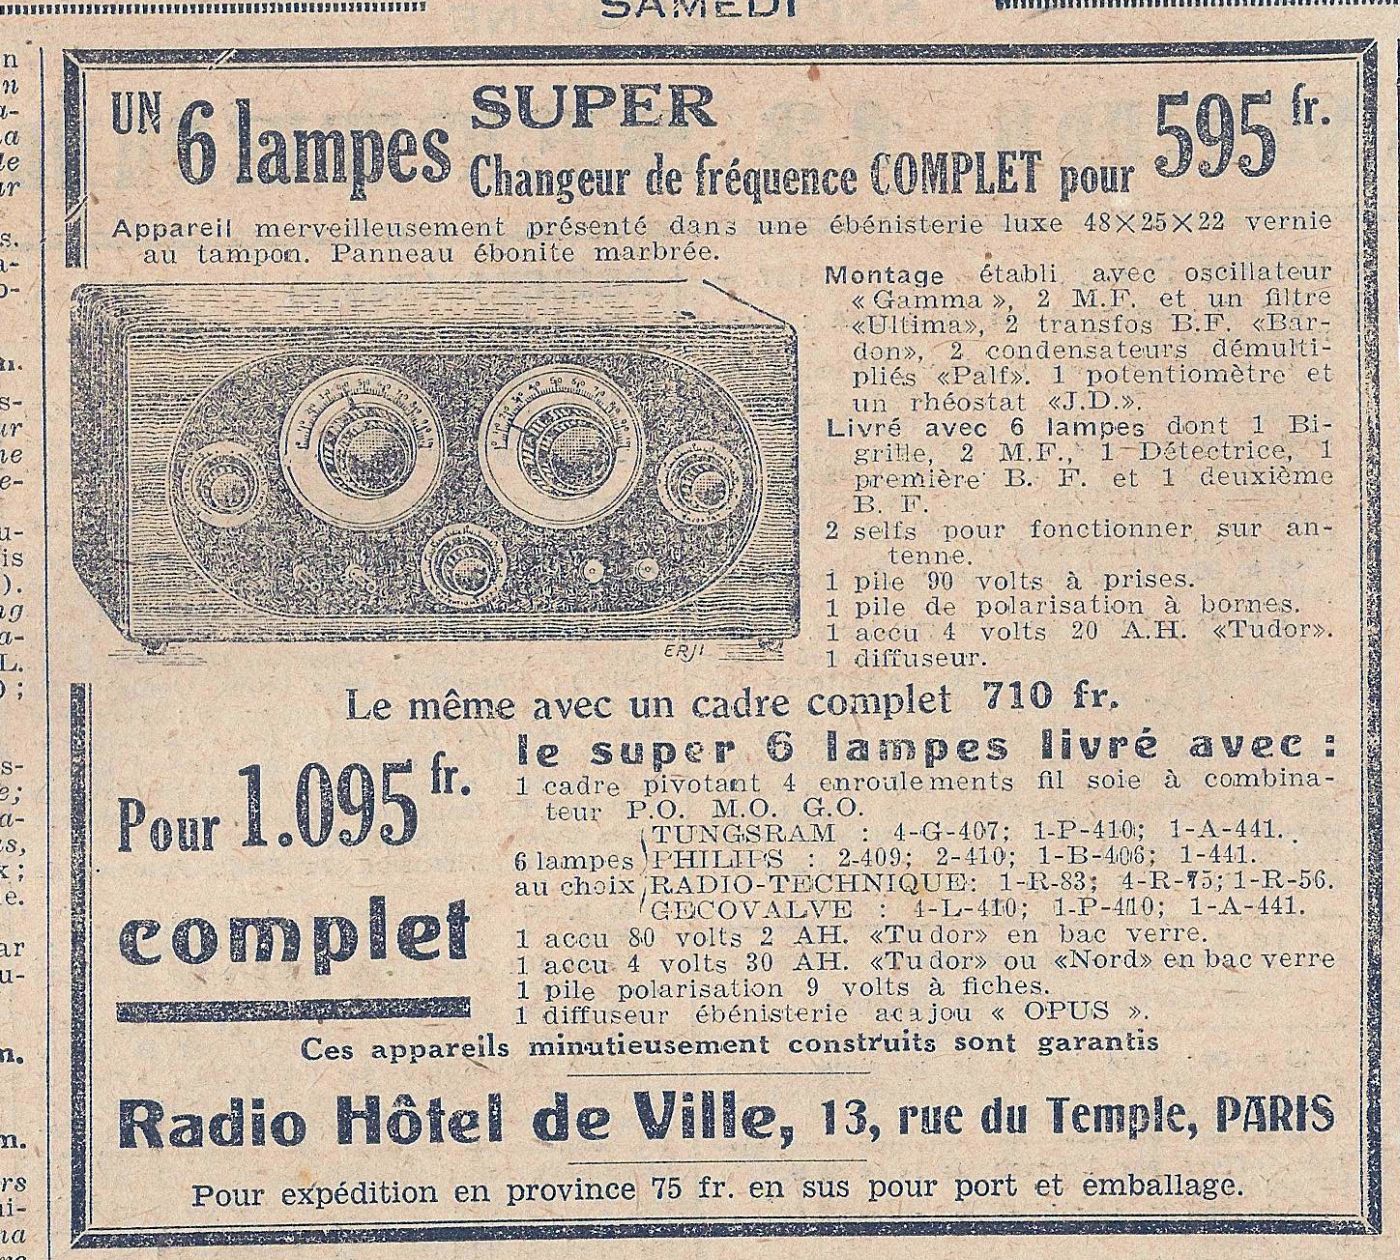 SAMEDI
UN 6 lampes SUPER
Changeur de fréquence COMPLET pour 595 fr.
Appareil merveilleusement présenté dans une ébénisterie luxe 48×25×22 vernie
au tampon. Panneau ébonite marbrée.
Montage établi avec oscillateur
« Gamma », 2 M.F. et un filtre
«Ultima», 2 transfos B.F. «Bar-
don», 2 condensateurs démulti-
pliés «Palf». 1 potentiomètre et
un rhéostat «J.D.».
Livré avec 6 lampes dont 1 Bi-
grille, 2 M.F., 1 Détectrice, 1
première B. F. et 1 deuxième
B. F.
2 selfs pour fonctionner sur an-
tenne.
1 pile 90 volts à prises.
1 pile de polarisation à bornes.
1 accu 4 volts 20 A.H. «Tudor».
1 diffuseur.
ERJI
Le même avec un cadre complet 710 fr.
Pour 1.095 fr.
complet
le super 6 lampes livré avec :
1 cadre pivotant 4 enroulements fil soie à combina-
teur P.O. M.O. G.O.
6 lampes au choix
TUNGSRAM : 4-G-407; 1-P-410; 1-A-441.
PHILIPS : 2-409; 2-410; 1-B-406; 1-441.
RADIO-TECHNIQUE: 1-R-83; 4-R-75; 1-R-56.
GECOVALVE : 4-L-410; 1-P-410; 1-A-441.
1 accu 80 volts 2 AH. «Tudor» en bac verre.
1 accu 4 volts 30 AH. «Tudor» ou «Nord» en bac verre
1 pile polarisation 9 volts à fiches.
1 diffuseur ébénisterie acajou « OPUS ».
Ces appareils minutieusement construits sont garantis
Radio Hôtel de Ville, 13, rue du Temple, PARIS
Pour expédition en province 75 fr. en sus pour port et emballage.